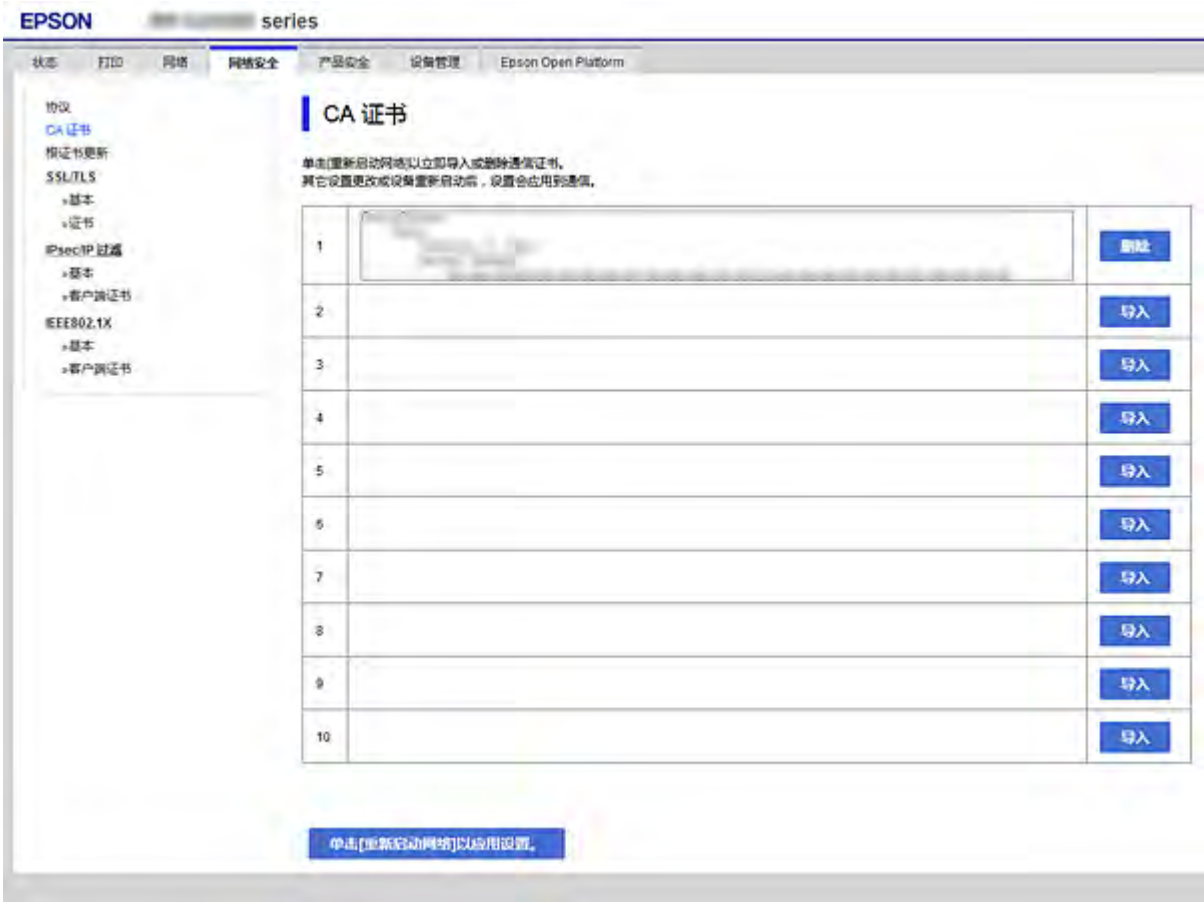 EPSON series
状态 打印 网络 网络安全 产品安全 设备管理 Epson Open Platform
协议
CA 证书
根证书更新
SSL/TLS
»基本
»证书
IPsec/IP 过滤
»基本
»客户端证书
IEEE802.1X
»基本
»客户端证书
CA 证书
单击[重新启动网络]以立即导入或删除通信证书。
其它设置更改或设备重新启动后，设置会应用到通信。
1 删除
2 导入
3 导入
4 导入
5 导入
6 导入
7 导入
8 导入
9 导入
10 导入
单击[重新启动网络]以应用设置。